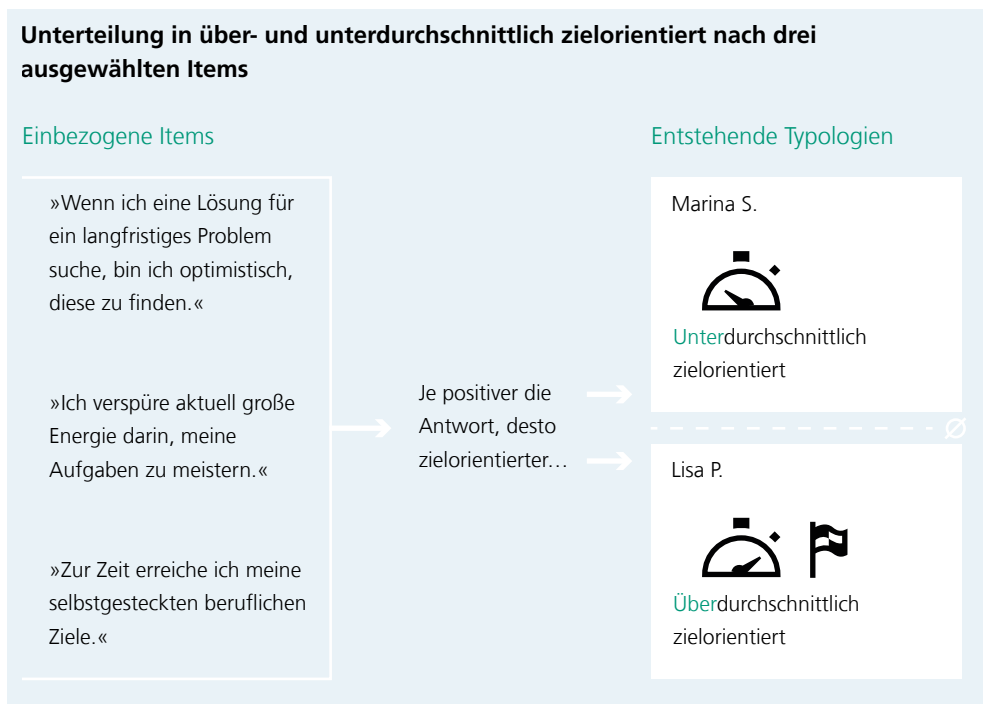 Unterteilung in über- und unterdurchschnittlich zielorientiert nach drei
ausgewählten Items
Einbezogene Items
»Wenn ich eine Lösung für
ein langfristiges Problem
suche, bin ich optimistisch,
diese zu finden.«
»Ich verspüre aktuell große
Energie darin, meine
Aufgaben zu meistern.«
»Zur Zeit erreiche ich meine
selbstgesteckten beruflichen
Ziele.«
Je positiver die
Antwort, desto
zielorientierter…
Entstehende Typologien
Marina S.
Unterdurchschnittlich
zielorientiert
Ø
Lisa P.
Überdurchschnittlich
zielorientiert